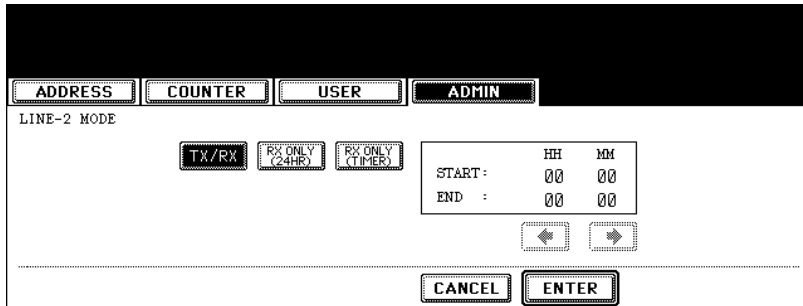 ADDRESS COUNTER USER ADMIN
LINE-2 MODE
TX/RX RX ONLY (24HR) RX ONLY (TIMER)
HH MM
START: 00 00
END : 00 00
CANCEL ENTER